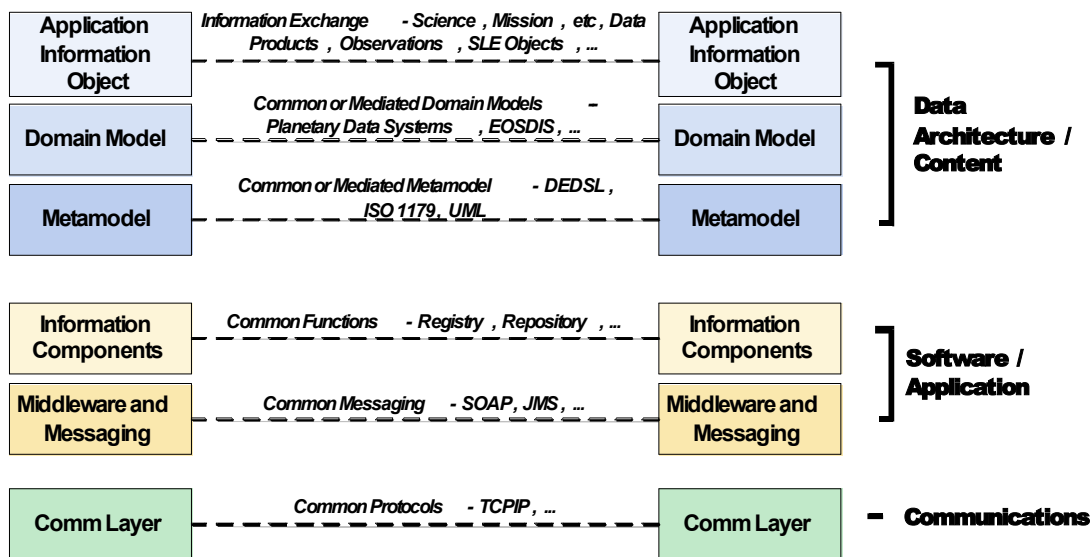 Application
Information
Object
Information Exchange - Science , Mission , etc , Data
Products , Observations , SLE Objects , ...
Application
Information
Object
Domain Model
Common or Mediated Domain Models –
Planetary Data Systems , EOSDIS , ...
Domain Model
Metamodel
Common or Mediated Metamodel - DEDSL ,
ISO 1179 , UML
Metamodel
Data
Architecture /
Content
Information
Components
Common Functions - Registry , Repository , ...
Information
Components
Middleware and
Messaging
Common Messaging - SOAP , JMS , ...
Middleware and
Messaging
Software /
Application
Comm Layer
Common Protocols - TCPIP , ...
Comm Layer
Communications